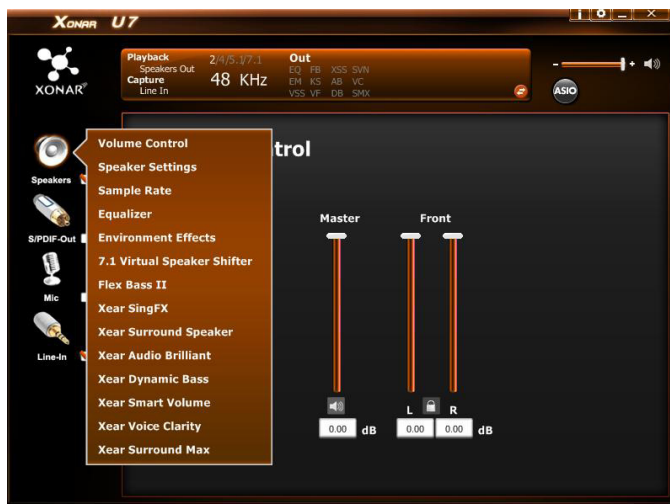 XONAR U7
i
XONAR®
Playback
Speakers Out
Capture
Line In
2/4/5.1/7.1
48 KHz
Out
EQ FB XSS SVN
EM KS AB VC
VSS VF DB SMX
- +
ASIO
Speakers
S/PDIF-Out
Mic
Line-In
Volume Control
Speaker Settings
Sample Rate
Equalizer
Environment Effects
7.1 Virtual Speaker Shifter
Flex Bass II
Xear SingFX
Xear Surround Speaker
Xear Audio Brilliant
Xear Dynamic Bass
Xear Smart Volume
Xear Voice Clarity
Xear Surround Max
trol
Master
Front
L R
0.00 dB
0.00 0.00 dB